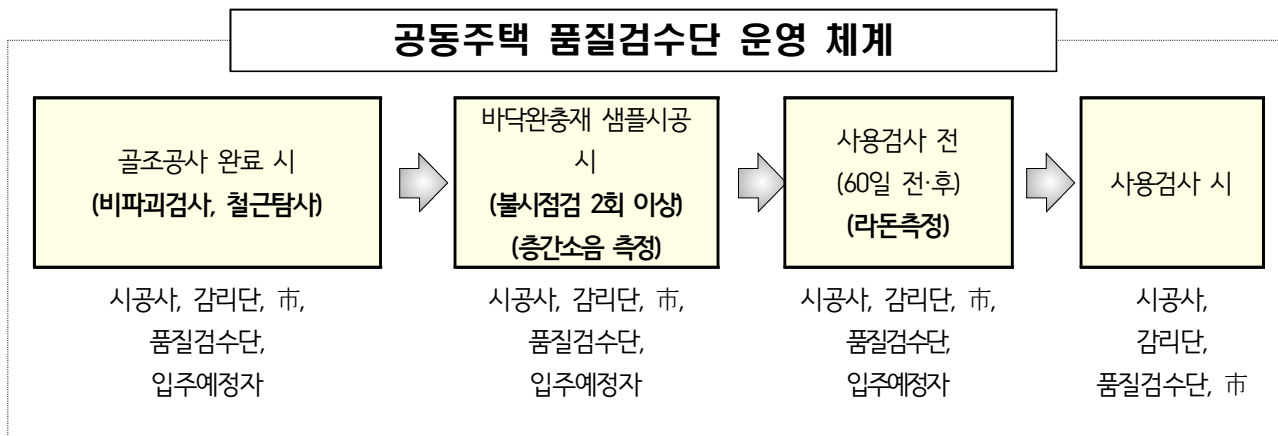 공동주택 품질검수단 운영 체계
골조공사 완료 시
(비파괴검사, 철근탐사)
시공사, 감리단, 市,
품질검수단,
입주예정자
바닥완충재 샘플시공
시
(불시점검 2회 이상)
(층간소음 측정)
시공사, 감리단, 市,
품질검수단,
입주예정자
사용검사 전
(60일 전·후)
(라돈측정)
시공사, 감리단, 市,
품질검수단,
입주예정자
사용검사 시
시공사,
감리단,
품질검수단, 市